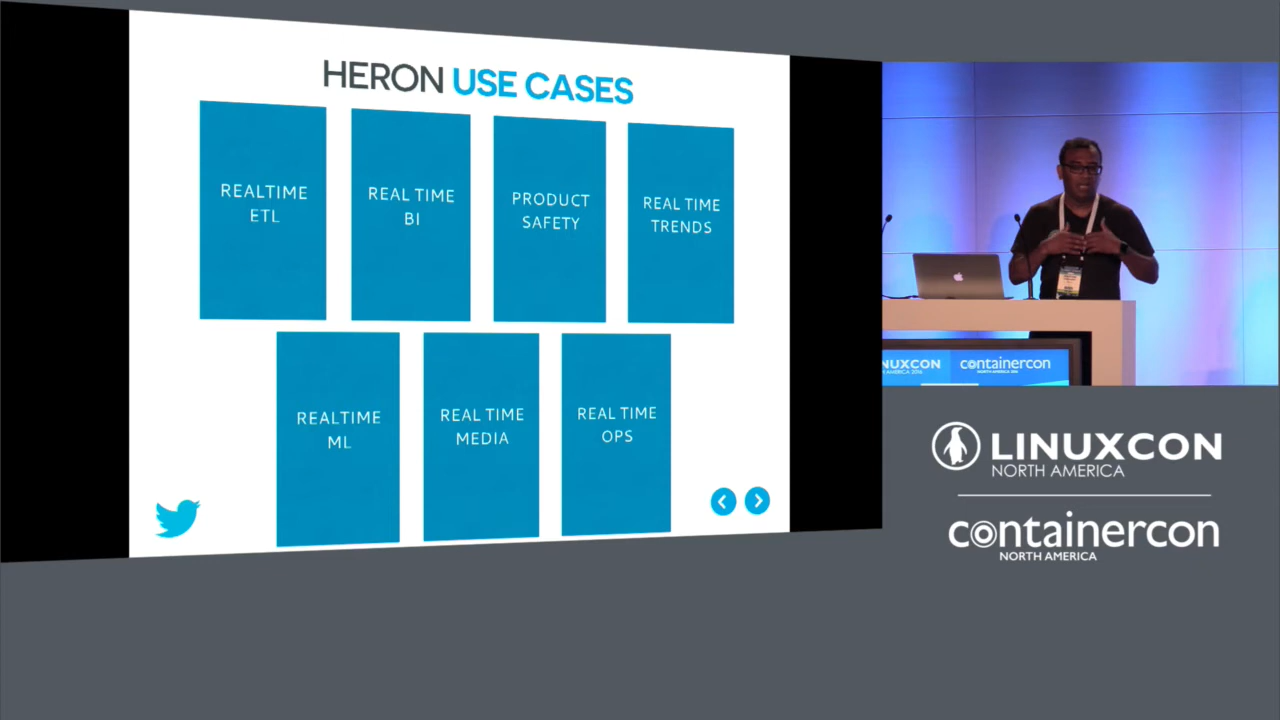 HERON USE CASES
REALTIME
ETL
REAL TIME
BI
PRODUCT
SAFETY
REAL TIME
TRENDS
REALTIME
ML
REAL TIME
MEDIA
REAL TIME
OPS
NUXCON
containercon
LINUXCON
NORTH AMERICA
containercon
NORTH AMERICA